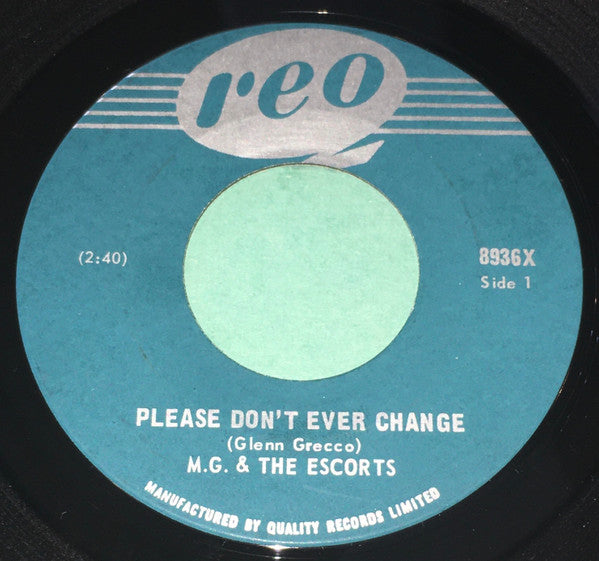 reo
(2:40)
8936X
Side 1
PLEASE DON'T EVER CHANGE
(Glenn Grecco)
M.G. & THE ESCORTS
MANUFACTURED BY QUALITY RECORDS LIMITED